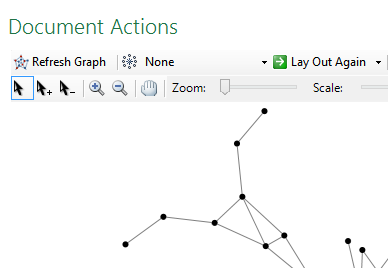 Document Actions
Refresh Graph None Lay Out Again
Zoom: Scale: